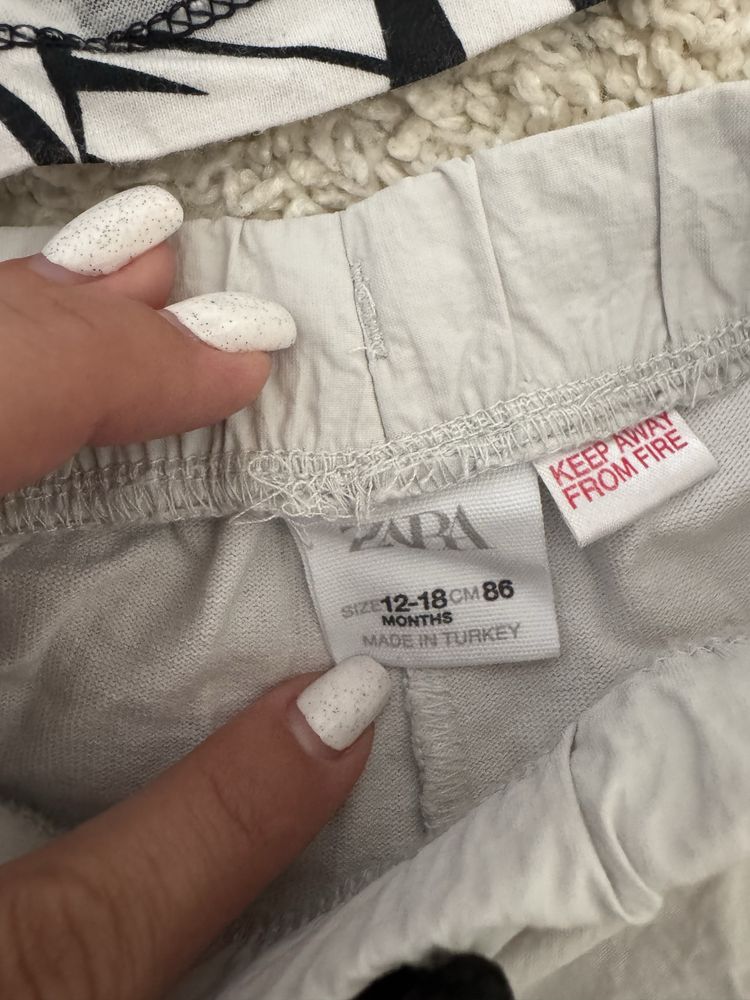 KEEP AWAY
FROM FIRE
ZARA
SIZE 12-18 CM 86
MONTHS
MADE IN TURKEY